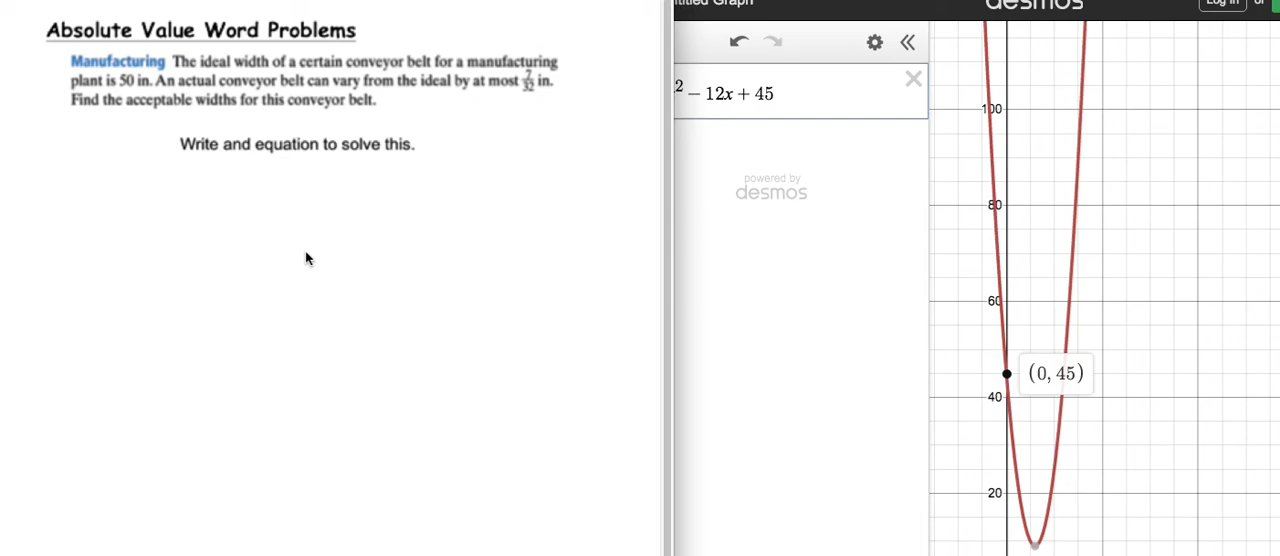 Absolute Value Word Problems
Manufacturing The ideal width of a certain conveyor belt for a manufacturing
plant is 50 in. An actual conveyor belt can vary from the ideal by at most 7/32 in.
Find the acceptable widths for this conveyor belt.
Write and equation to solve this.
ntitled Graph
desmos
Log In
or
2 − 12x + 45
powered by
desmos
100
80
60
(0, 45)
40
20